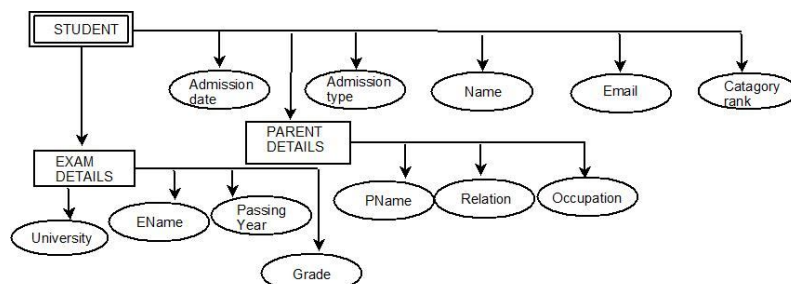 STUDENT
Admission
date
Admission
type
Name
Email
Catagory
rank
PARENT
DETAILS
EXAM
DETAILS
PName
Relation
Occupation
University
EName
Passing
Year
Grade